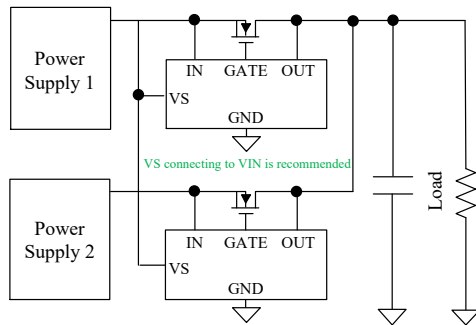 Power
Supply 1
IN
GATE
OUT
VS
GND
VS connecting to VIN is recommended
Power
Supply 2
IN
GATE
OUT
VS
GND
Load